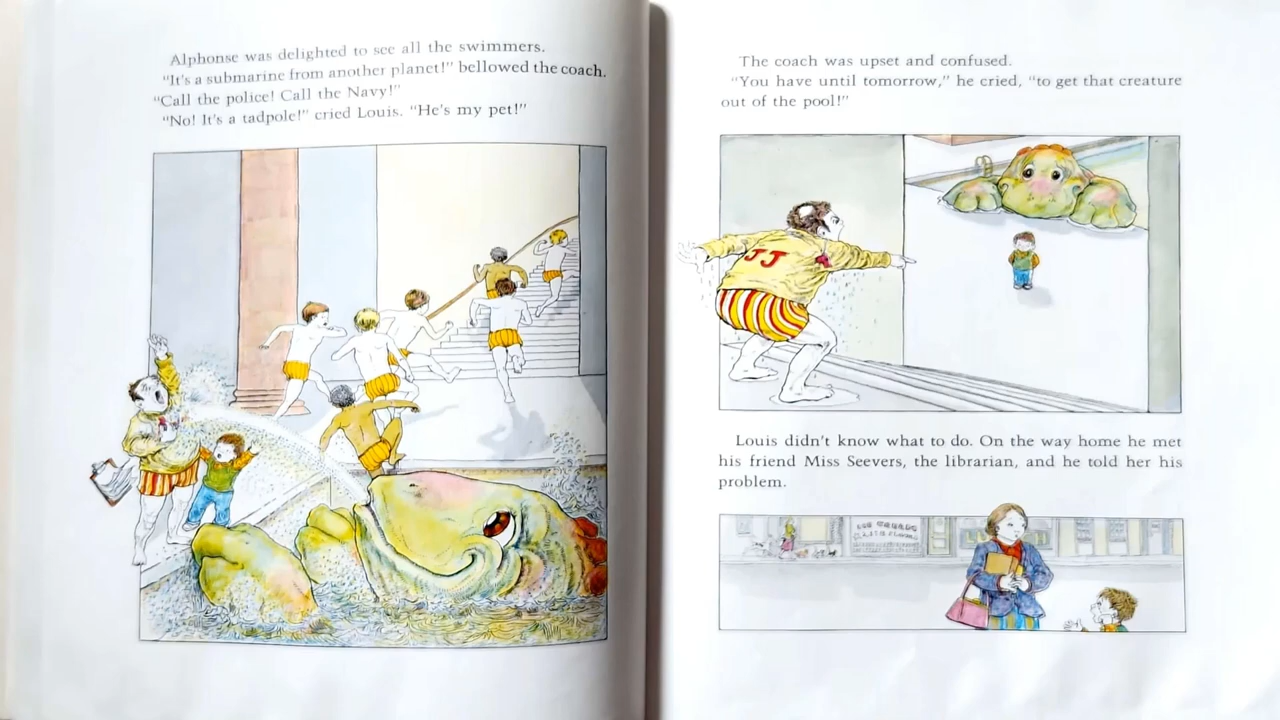 Alphonse was delighted to see all the swimmers.
“It's a submarine from another planet!” bellowed the coach.
“Call the police! Call the Navy!”
“No! It's a tadpole!” cried Louis. “He's my pet!”
The coach was upset and confused.
“You have until tomorrow,” he cried, “to get that creature
out of the pool!”
JJ
Louis didn't know what to do. On the way home he met
his friend Miss Seevers, the librarian, and he told her his
problem.